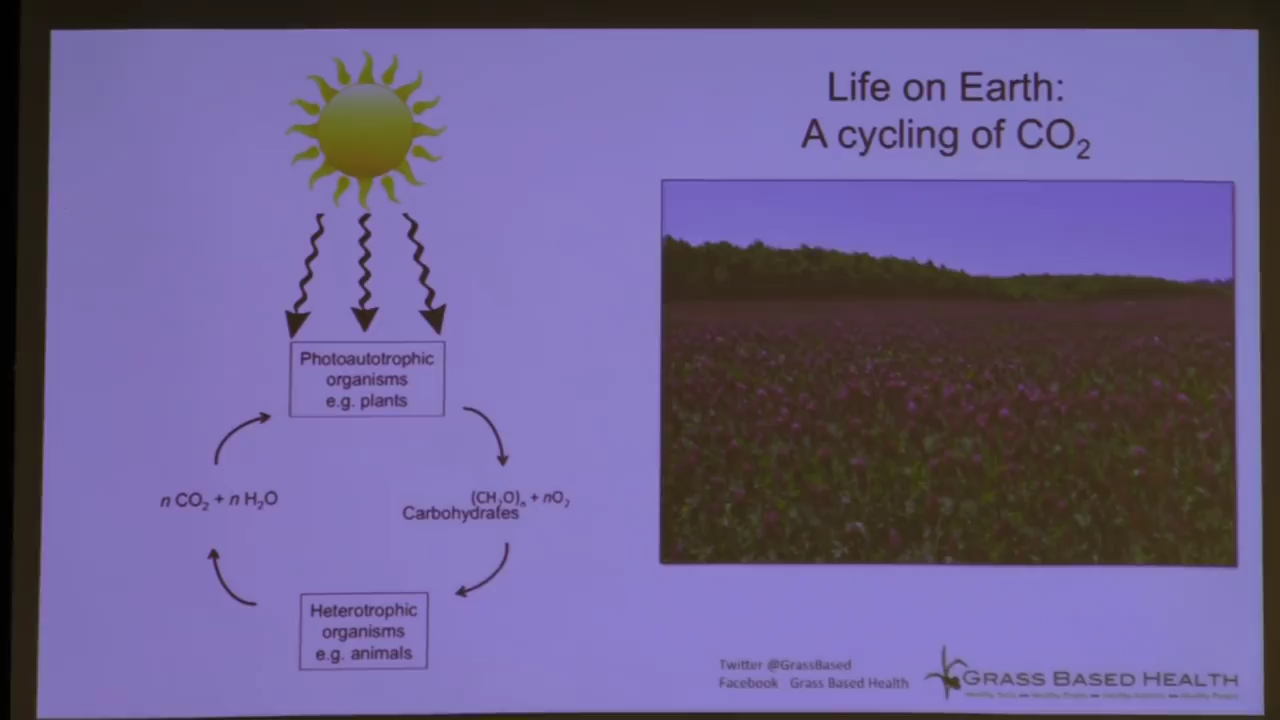 Life on Earth:
A cycling of CO₂
Photoautotrophic
organisms
e.g. plants
n CO₂ + n H₂O
(CH₂O)ₙ + nO₂
Carbohydrates
Heterotrophic
organisms
e.g. animals
Twitter @GrassBased
Facebook Grass Based Health
GRASS BASED HEALTH